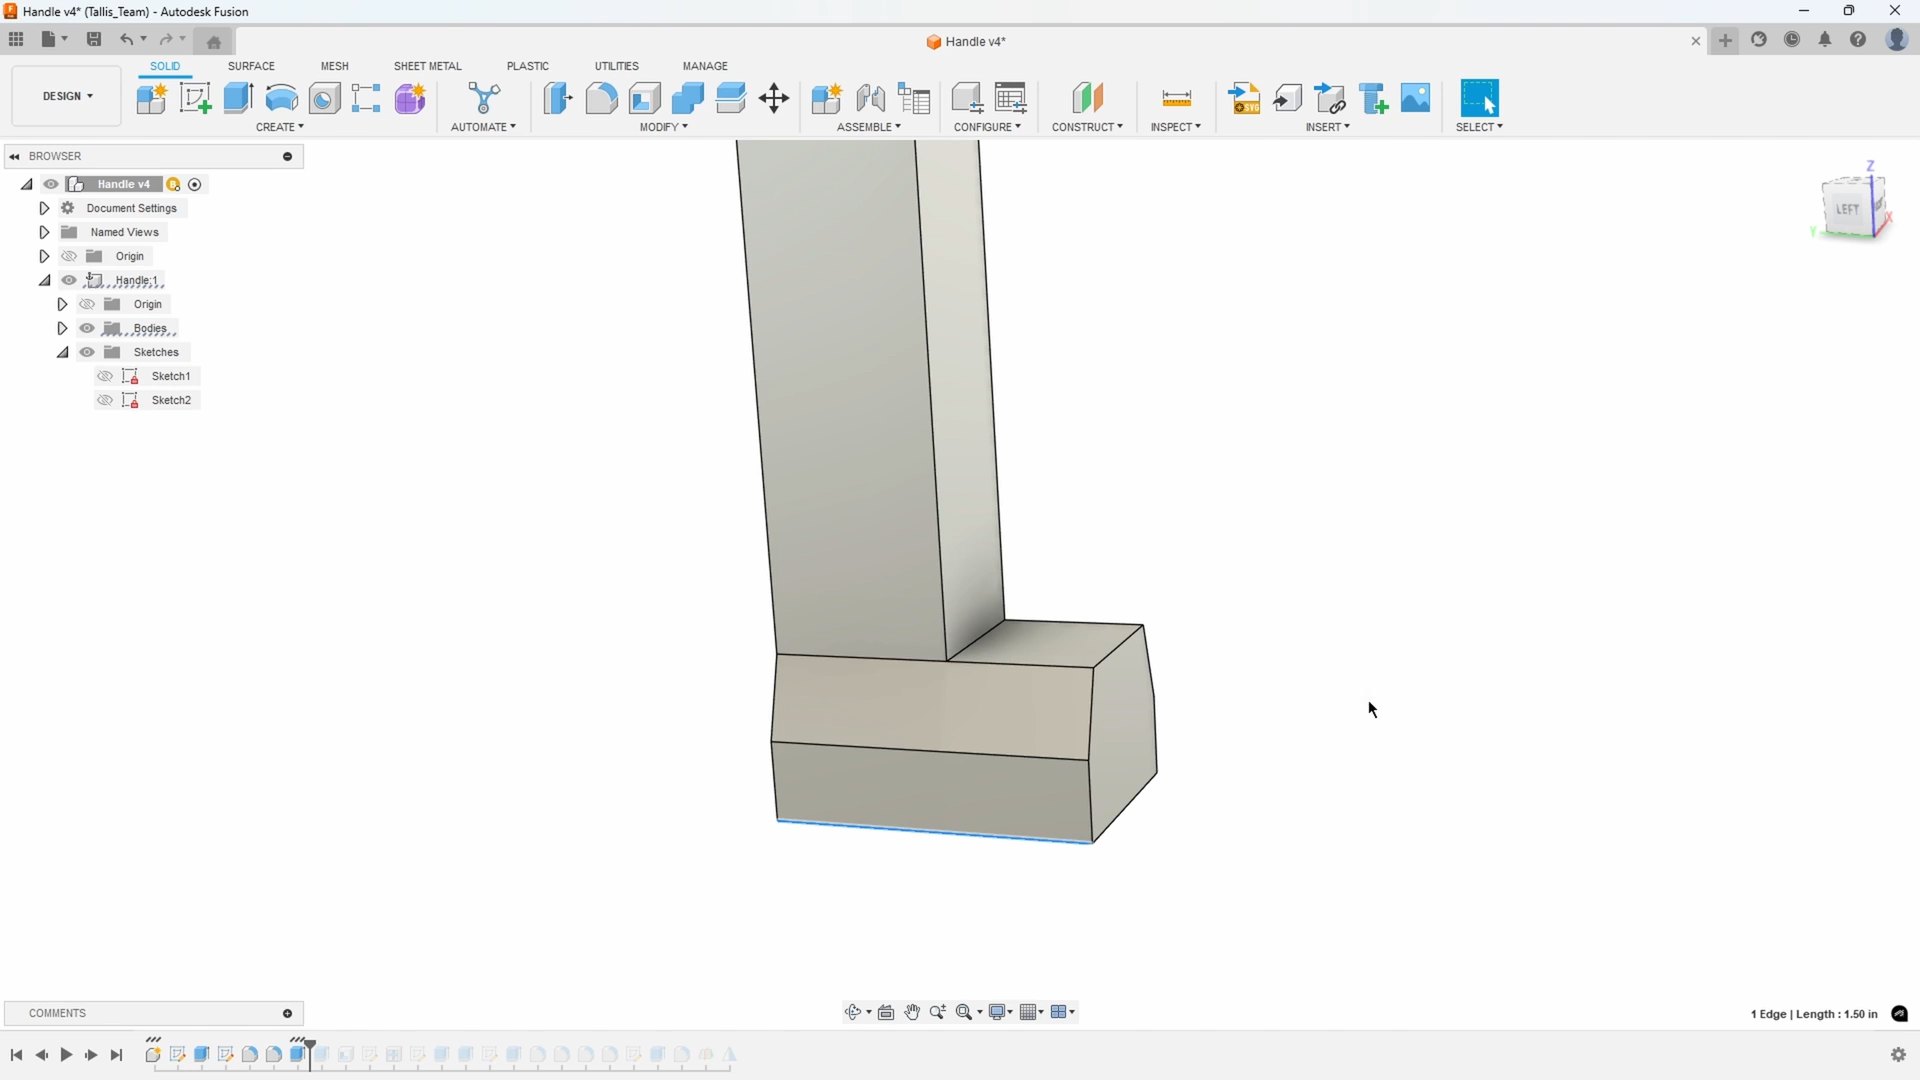 Handle v4* (Tallis_Team) - Autodesk Fusion
Handle v4*
DESIGN
SOLID
SURFACE
MESH
SHEET METAL
PLASTIC
UTILITIES
MANAGE
CREATE
AUTOMATE
MODIFY
ASSEMBLE
CONFIGURE
CONSTRUCT
INSPECT
INSERT
SELECT
SVG
BROWSER
Handle v4
Document Settings
Named Views
Origin
Handle:1
Origin
Bodies
Sketches
Sketch1
Sketch2
Z
LEFT
X
Y
COMMENTS
1 Edge | Length : 1.50 in